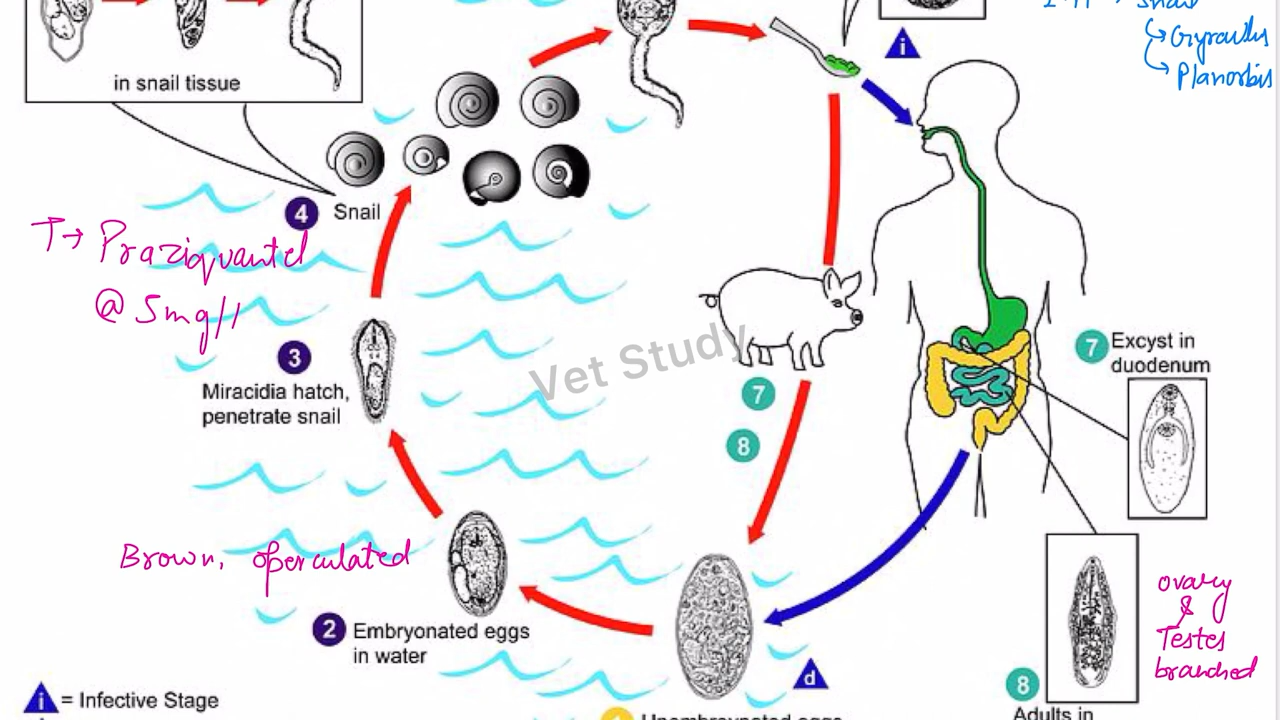 I.H → Snail
↳ Gyraulus
↳ Planorbis
in snail tissue
i
4 Snail
T → Praziquantel
@ 5mg//
3
Miracidia hatch,
penetrate snail
Vet Study
7 Excyst in
duodenum
7
8
Brown, operculated
2 Embryonated eggs
in water
ovary
&
Testes
branched
d
i = Infective Stage
8
Adults in
1 Unembryonated eggs